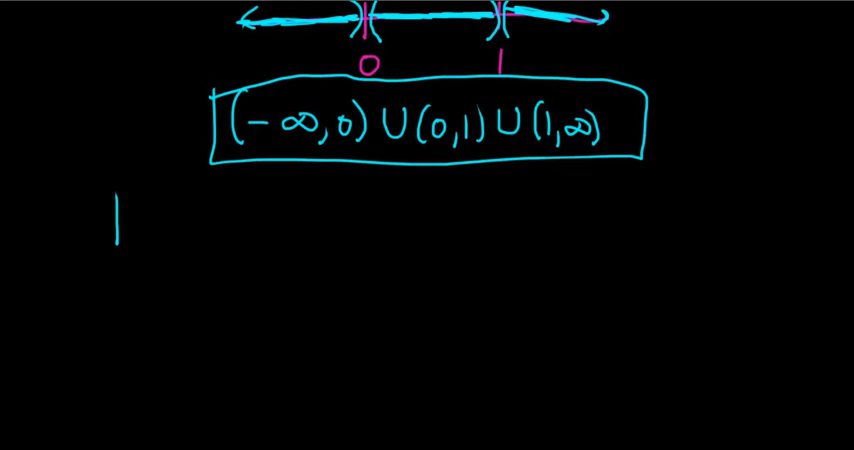 0 1
(-∞,0) ∪ (0,1) ∪ (1,∞)